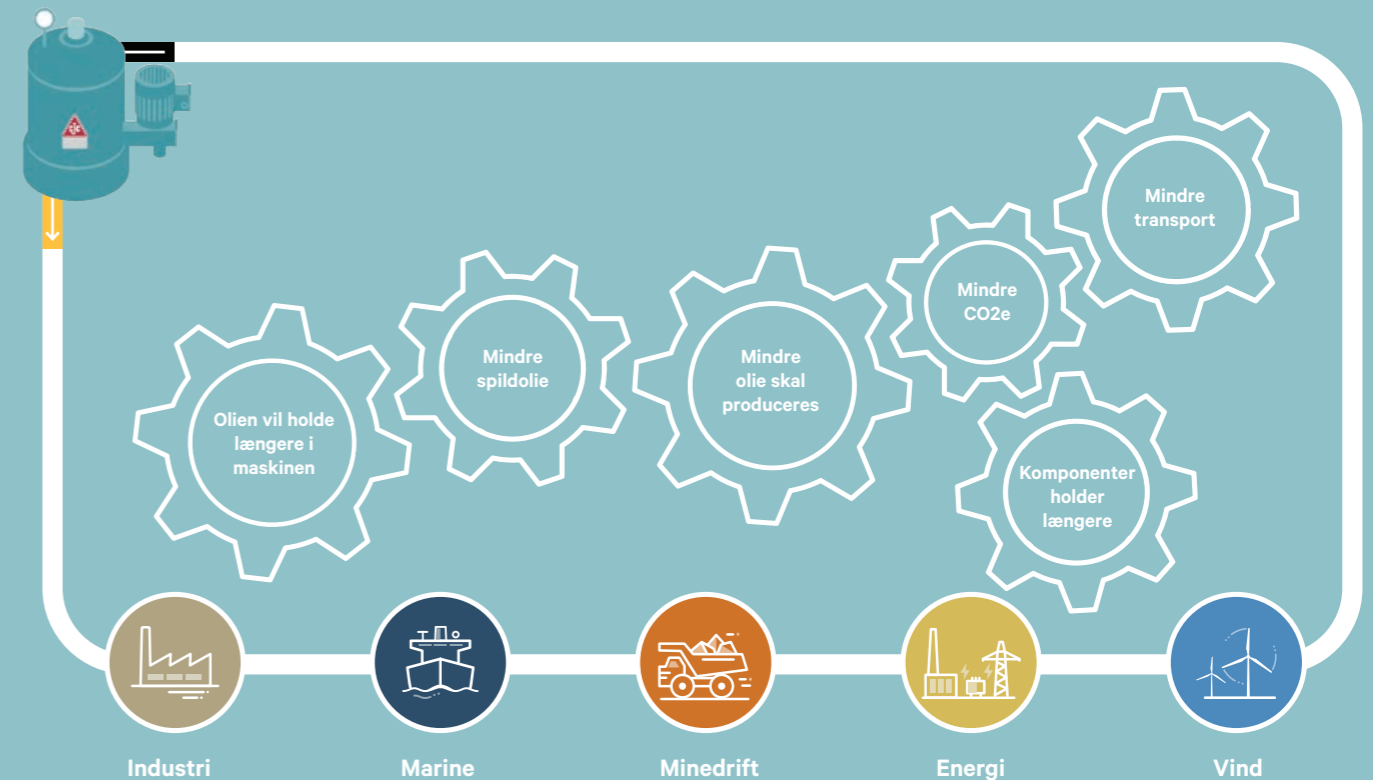 Mindre
transport
Mindre
CO2e
Mindre
spildolie
Mindre
olie skal
produceres
Olien vil holde
længere i
maskinen
Komponenter
holder
længere
Industri
Marine
Minedrift
Energi
Vind